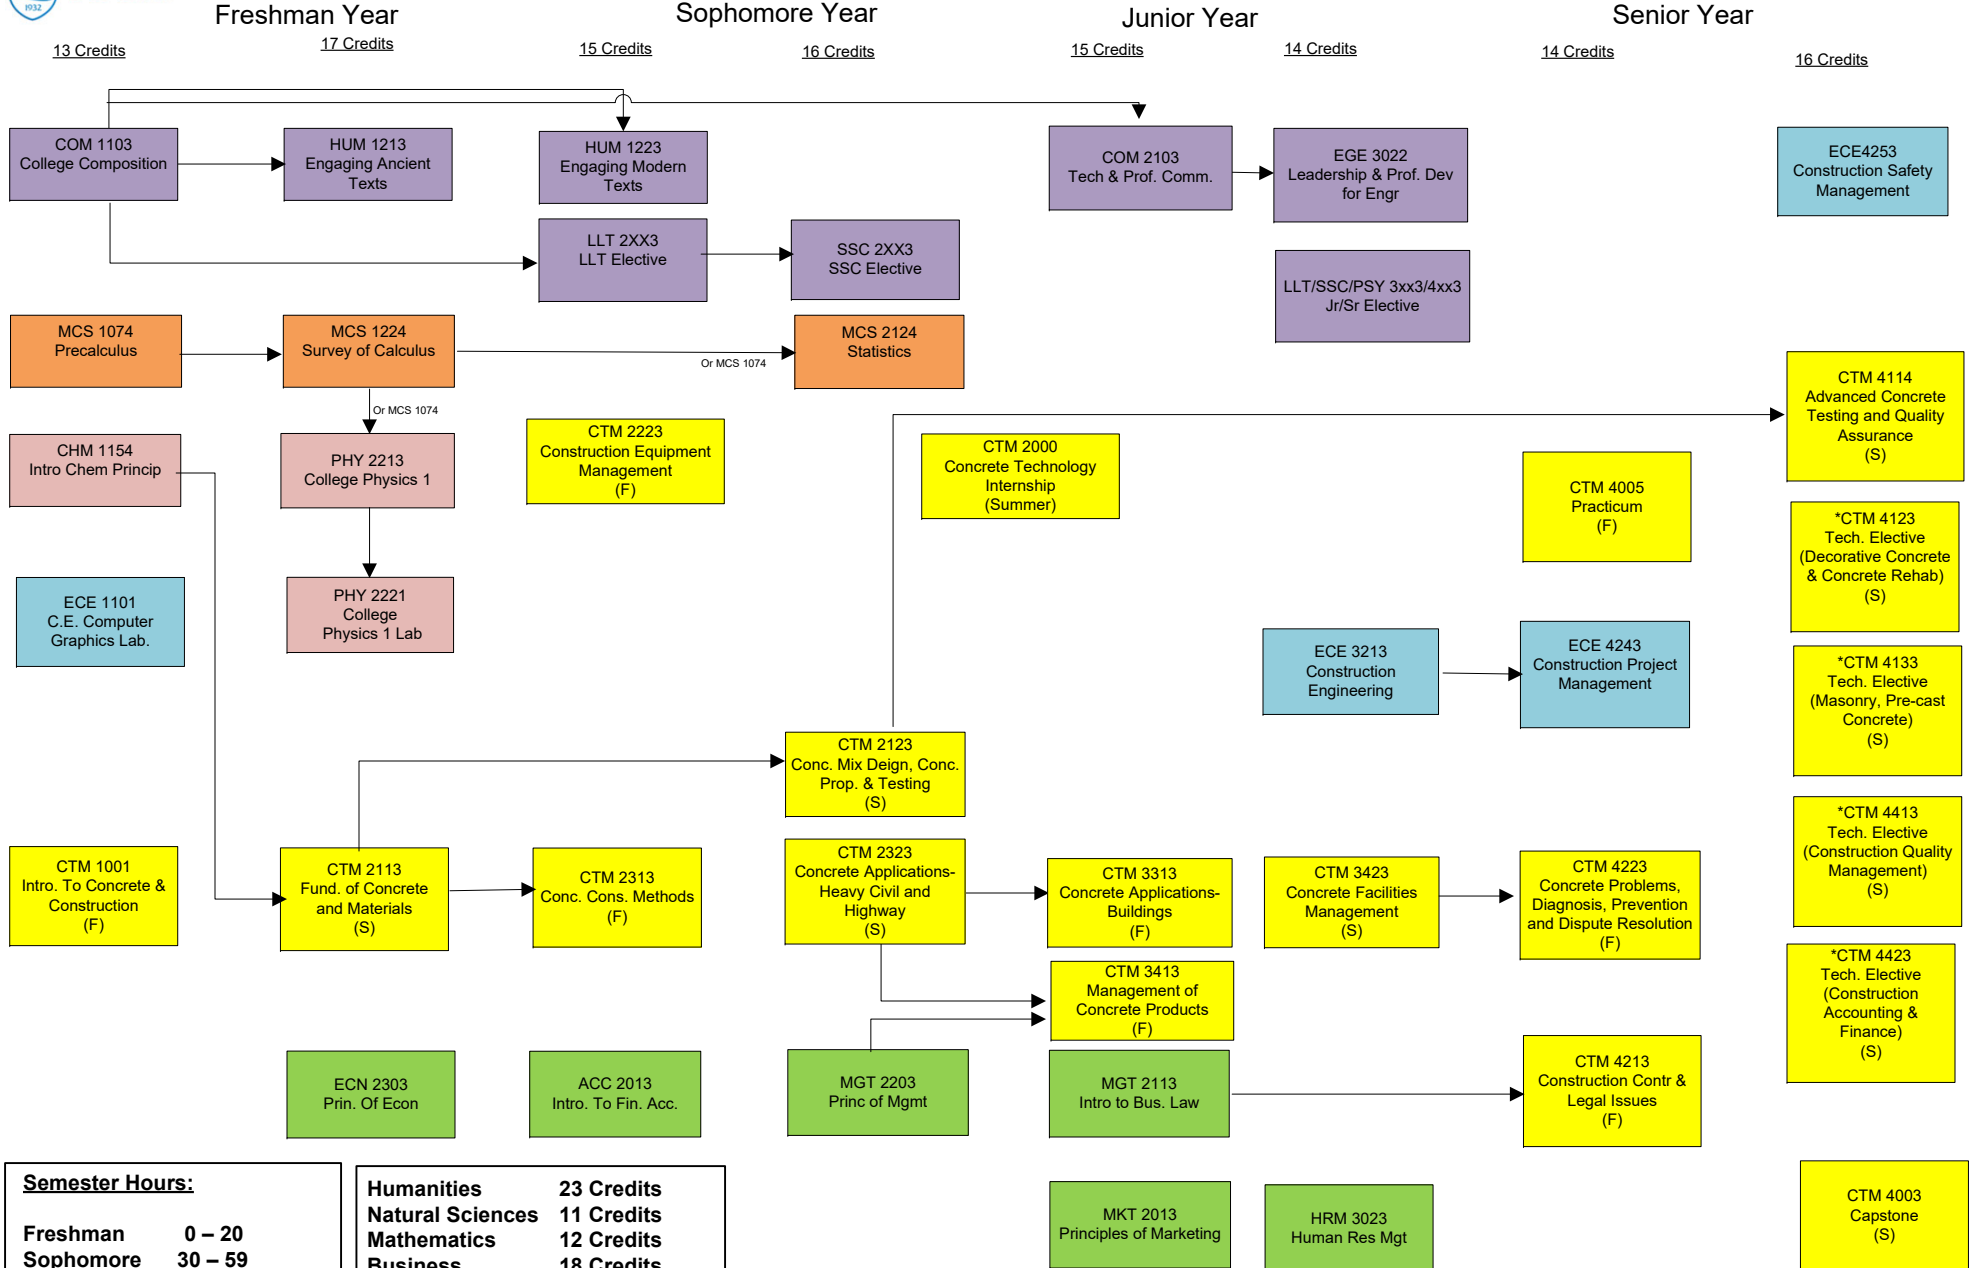 1932
Freshman Year
Sophomore Year
Junior Year
Senior Year
13 Credits
17 Credits
15 Credits
16 Credits
15 Credits
14 Credits
14 Credits
16 Credits
COM 1103
College Composition
HUM 1213
Engaging Ancient
Texts
HUM 1223
Engaging Modern
Texts
COM 2103
Tech & Prof. Comm.
EGE 3022
Leadership & Prof. Dev
for Engr
ECE4253
Construction Safety
Management
LLT 2XX3
LLT Elective
SSC 2XX3
SSC Elective
LLT/SSC/PSY 3xx3/4xx3
Jr/Sr Elective
MCS 1074
Precalculus
MCS 1224
Survey of Calculus
Or MCS 1074
MCS 2124
Statistics
Or MCS 1074
CTM 4114
Advanced Concrete
Testing and Quality
Assurance
(S)
CHM 1154
Intro Chem Princip
PHY 2213
College Physics 1
CTM 2223
Construction Equipment
Management
(F)
CTM 2000
Concrete Technology
Internship
(Summer)
CTM 4005
Practicum
(F)
*CTM 4123
Tech. Elective
(Decorative Concrete
& Concrete Rehab)
(S)
ECE 1101
C.E. Computer
Graphics Lab.
PHY 2221
College
Physics 1 Lab
ECE 3213
Construction
Engineering
ECE 4243
Construction Project
Management
*CTM 4133
Tech. Elective
(Masonry, Pre-cast
Concrete)
(S)
CTM 2123
Conc. Mix Deign, Conc.
Prop. & Testing
(S)
*CTM 4413
Tech. Elective
(Construction Quality
Management)
(S)
CTM 1001
Intro. To Concrete &
Construction
(F)
CTM 2113
Fund. of Concrete
and Materials
(S)
CTM 2313
Conc. Cons. Methods
(F)
CTM 2323
Concrete Applications-
Heavy Civil and
Highway
(S)
CTM 3313
Concrete Applications-
Buildings
(F)
CTM 3423
Concrete Facilities
Management
(S)
CTM 4223
Concrete Problems,
Diagnosis, Prevention
and Dispute Resolution
(F)
*CTM 4423
Tech. Elective
(Construction
Accounting &
Finance)
(S)
CTM 3413
Management of
Concrete Products
(F)
ECN 2303
Prin. Of Econ
ACC 2013
Intro. To Fin. Acc.
MGT 2203
Princ of Mgmt
MGT 2113
Intro to Bus. Law
CTM 4213
Construction Contr &
Legal Issues
(F)
MKT 2013
Principles of Marketing
HRM 3023
Human Res Mgt
CTM 4003
Capstone
(S)
Semester Hours:
Freshman 0 – 20
Sophomore 30 – 59
Humanities 23 Credits
Natural Sciences 11 Credits
Mathematics 12 Credits
Business 18 Credits